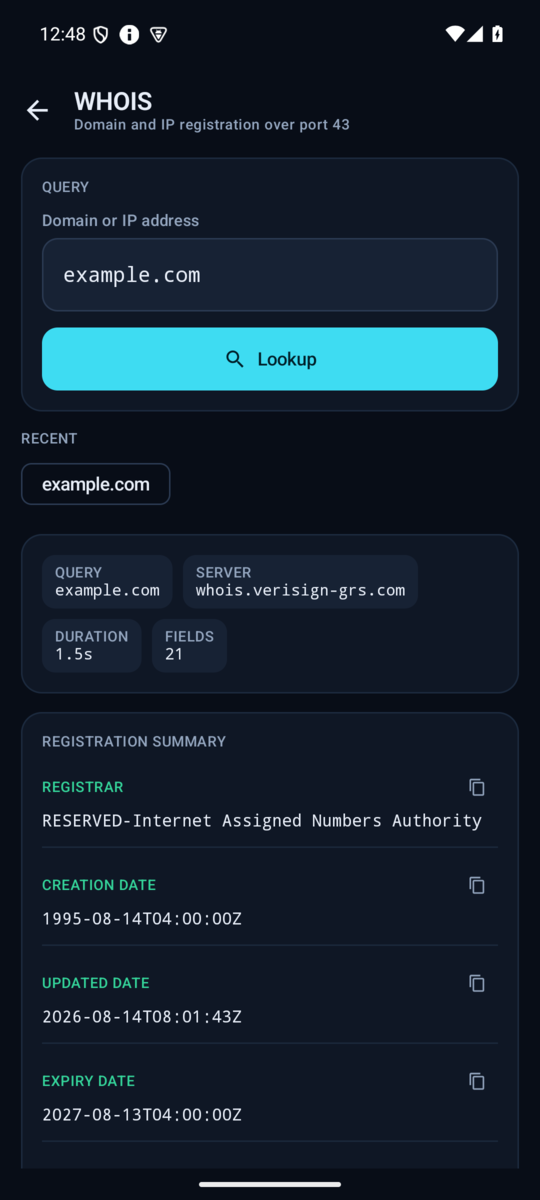 12:48
WHOIS
Domain and IP registration over port 43
QUERY
Domain or IP address
example.com
Lookup
RECENT
example.com
QUERY
example.com
SERVER
whois.verisign-grs.com
DURATION
1.5s
FIELDS
21
REGISTRATION SUMMARY
REGISTRAR
RESERVED-Internet Assigned Numbers Authority
CREATION DATE
1995-08-14T04:00:00Z
UPDATED DATE
2026-08-14T08:01:43Z
EXPIRY DATE
2027-08-13T04:00:00Z